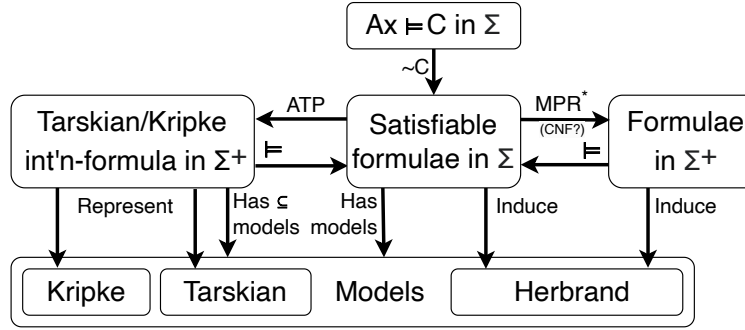 Ax ⊨ C in Σ
~C
Tarskian/Kripke
int'n-formula in Σ⁺
ATP
⊨
Satisfiable
formulae in Σ
MPR*
(CNF?)
⊨
Formulae
in Σ⁺
Represent
Has ⊆
models
Has
models
Induce
Induce
Kripke
Tarskian
Models
Herbrand